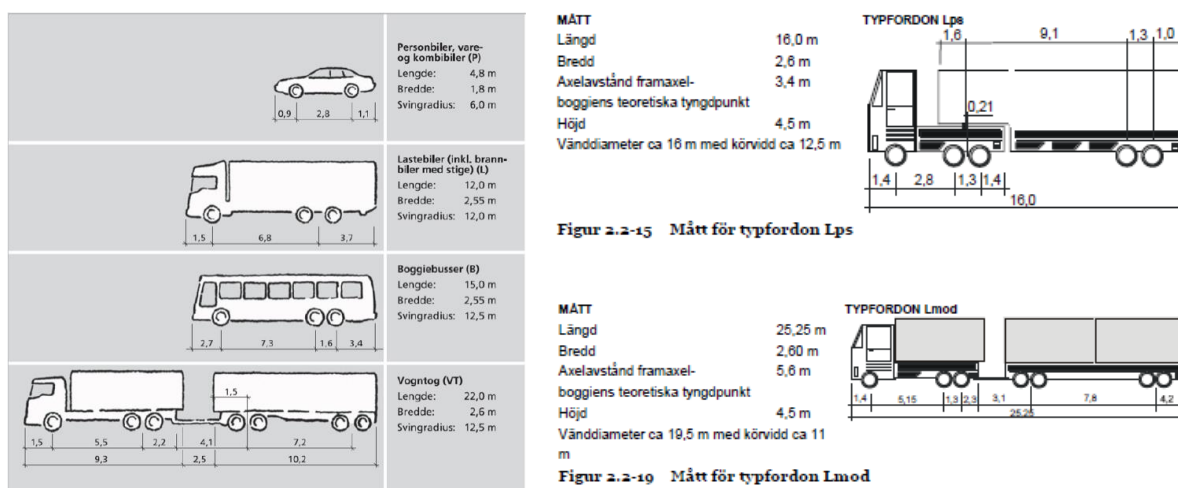 Personbiler, vare-
og kombibiler (P)
Lengde: 4,8 m
Bredde: 1,8 m
Svingradius: 6,0 m
0,9 2,8 1,1
Lastebiler (inkl. brann-
biler med stige) (L)
Lengde: 12,0 m
Bredde: 2,55 m
Svingradius: 12,0 m
1,5 6,8 3,7
Boggiebusser (B)
Lengde: 15,0 m
Bredde: 2,55 m
Svingradius: 12,5 m
2,7 7,3 1,6 3,4
Vogntog (VT)
Lengde: 22,0 m
Bredde: 2,6 m
Svingradius: 12,5 m
1,5
1,5 5,5 2,2 4,1 7,2
9,3 2,5 10,2
MÅTT
Längd 16,0 m
Bredd 2,6 m
Axelavstånd framaxel- 3,4 m
boggiens teoretiska tyngdpunkt
Höjd 4,5 m
Vänddiameter ca 16 m med körvidd ca 12,5 m
TYPFORDON Lps
1,6 9,1 1,3 1,0
0,21
1,4 2,8 1,3 1,4
16,0
Figur 2.2-15 Mått för typfordon Lps
MÅTT
Längd 25,25 m
Bredd 2,60 m
Axelavstånd framaxel- 5,6 m
boggiens teoretiska tyngdpunkt
Höjd 4,5 m
Vänddiameter ca 19,5 m med körvidd ca 11
m
TYPFORDON Lmod
1,4 5,15 1,3 2,3 3,1 7,8 4,2
25,25
Figur 2.2-19 Mått för typfordon Lmod